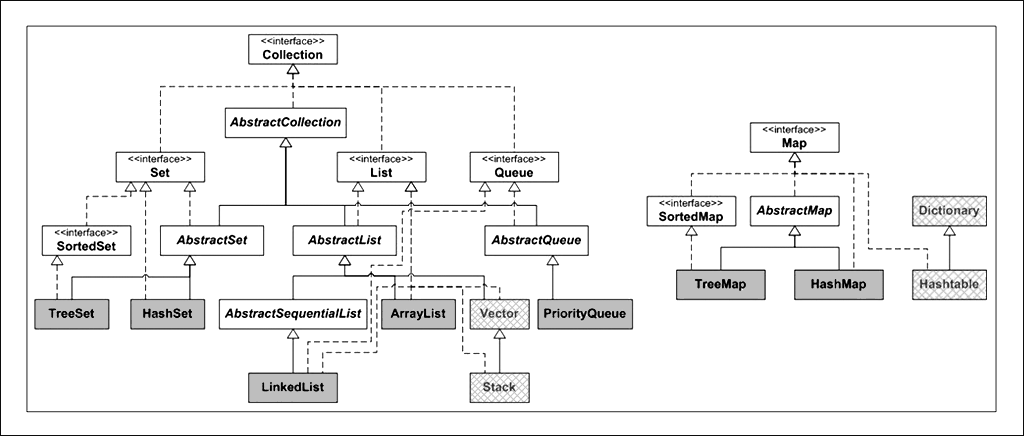 <<interface>>
Collection
AbstractCollection
<<interface>>
Set
<<interface>>
List
<<interface>>
Queue
<<interface>>
SortedSet
AbstractSet
AbstractList
AbstractQueue
TreeSet
HashSet
AbstractSequentialList
ArrayList
Vector
PriorityQueue
LinkedList
Stack
<<interface>>
Map
<<interface>>
SortedMap
AbstractMap
Dictionary
TreeMap
HashMap
Hashtable